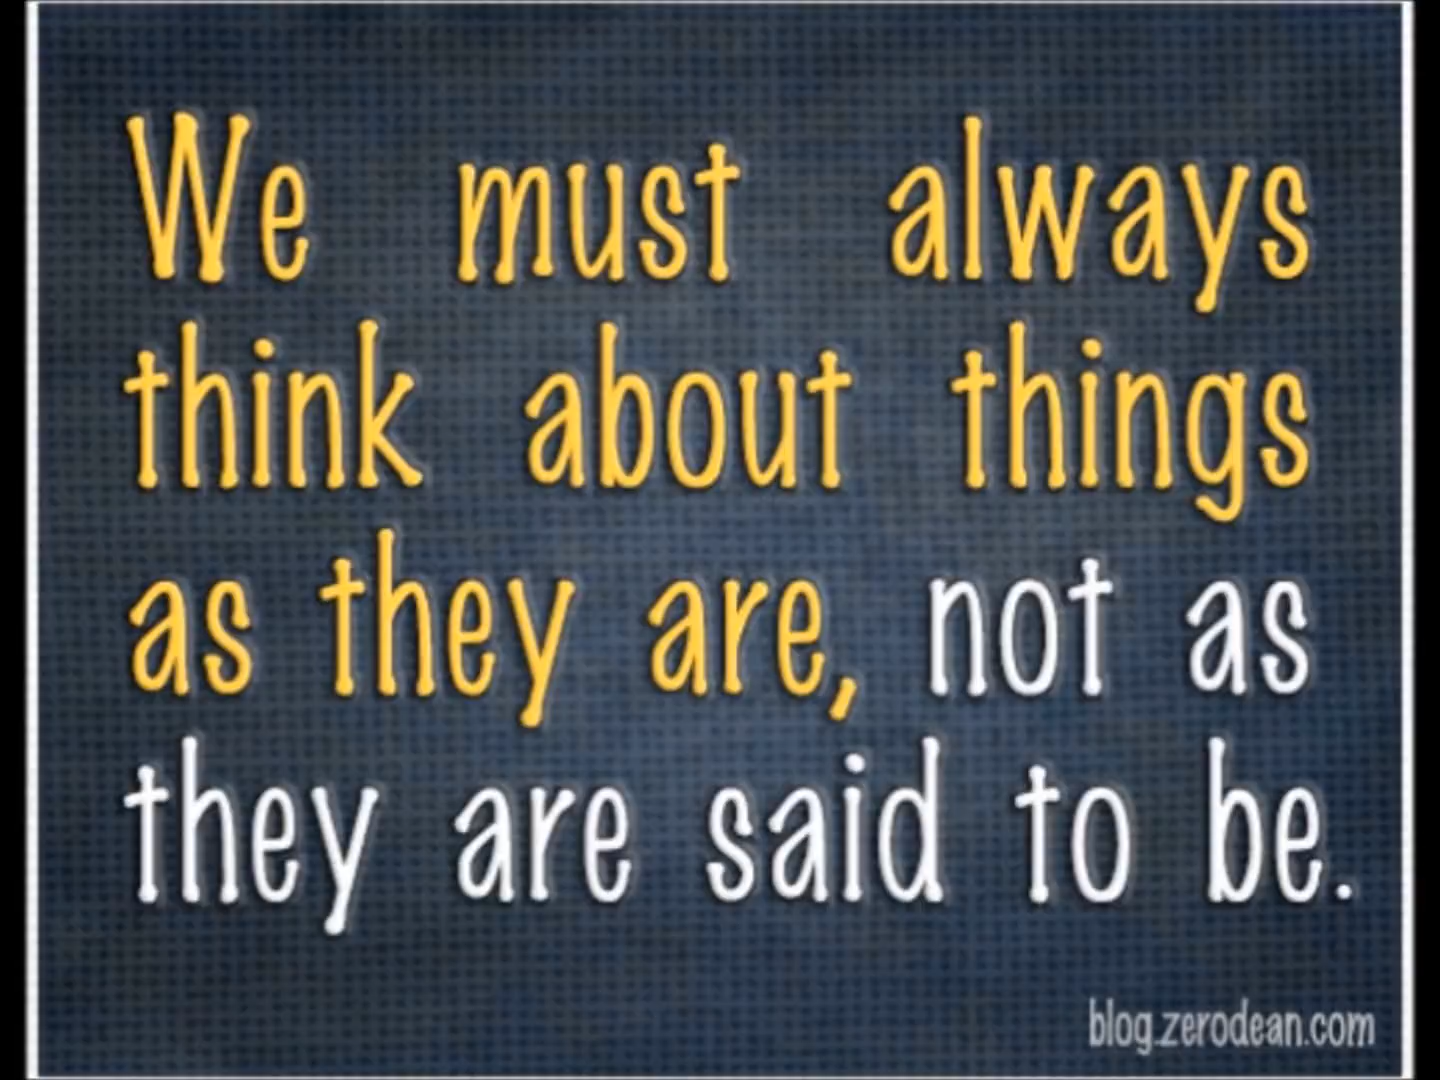 We must always
think about things
as they are, not as
they are said to be.
blog.zerodean.com